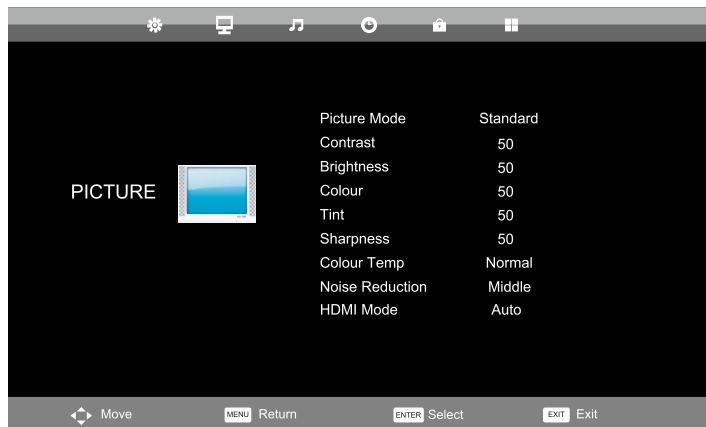 Picture Mode Standard
Contrast 50
Brightness 50
PICTURE
Colour 50
Tint 50
Sharpness 50
Colour Temp Normal
Noise Reduction Middle
HDMI Mode Auto
Move MENU Return ENTER Select EXIT Exit